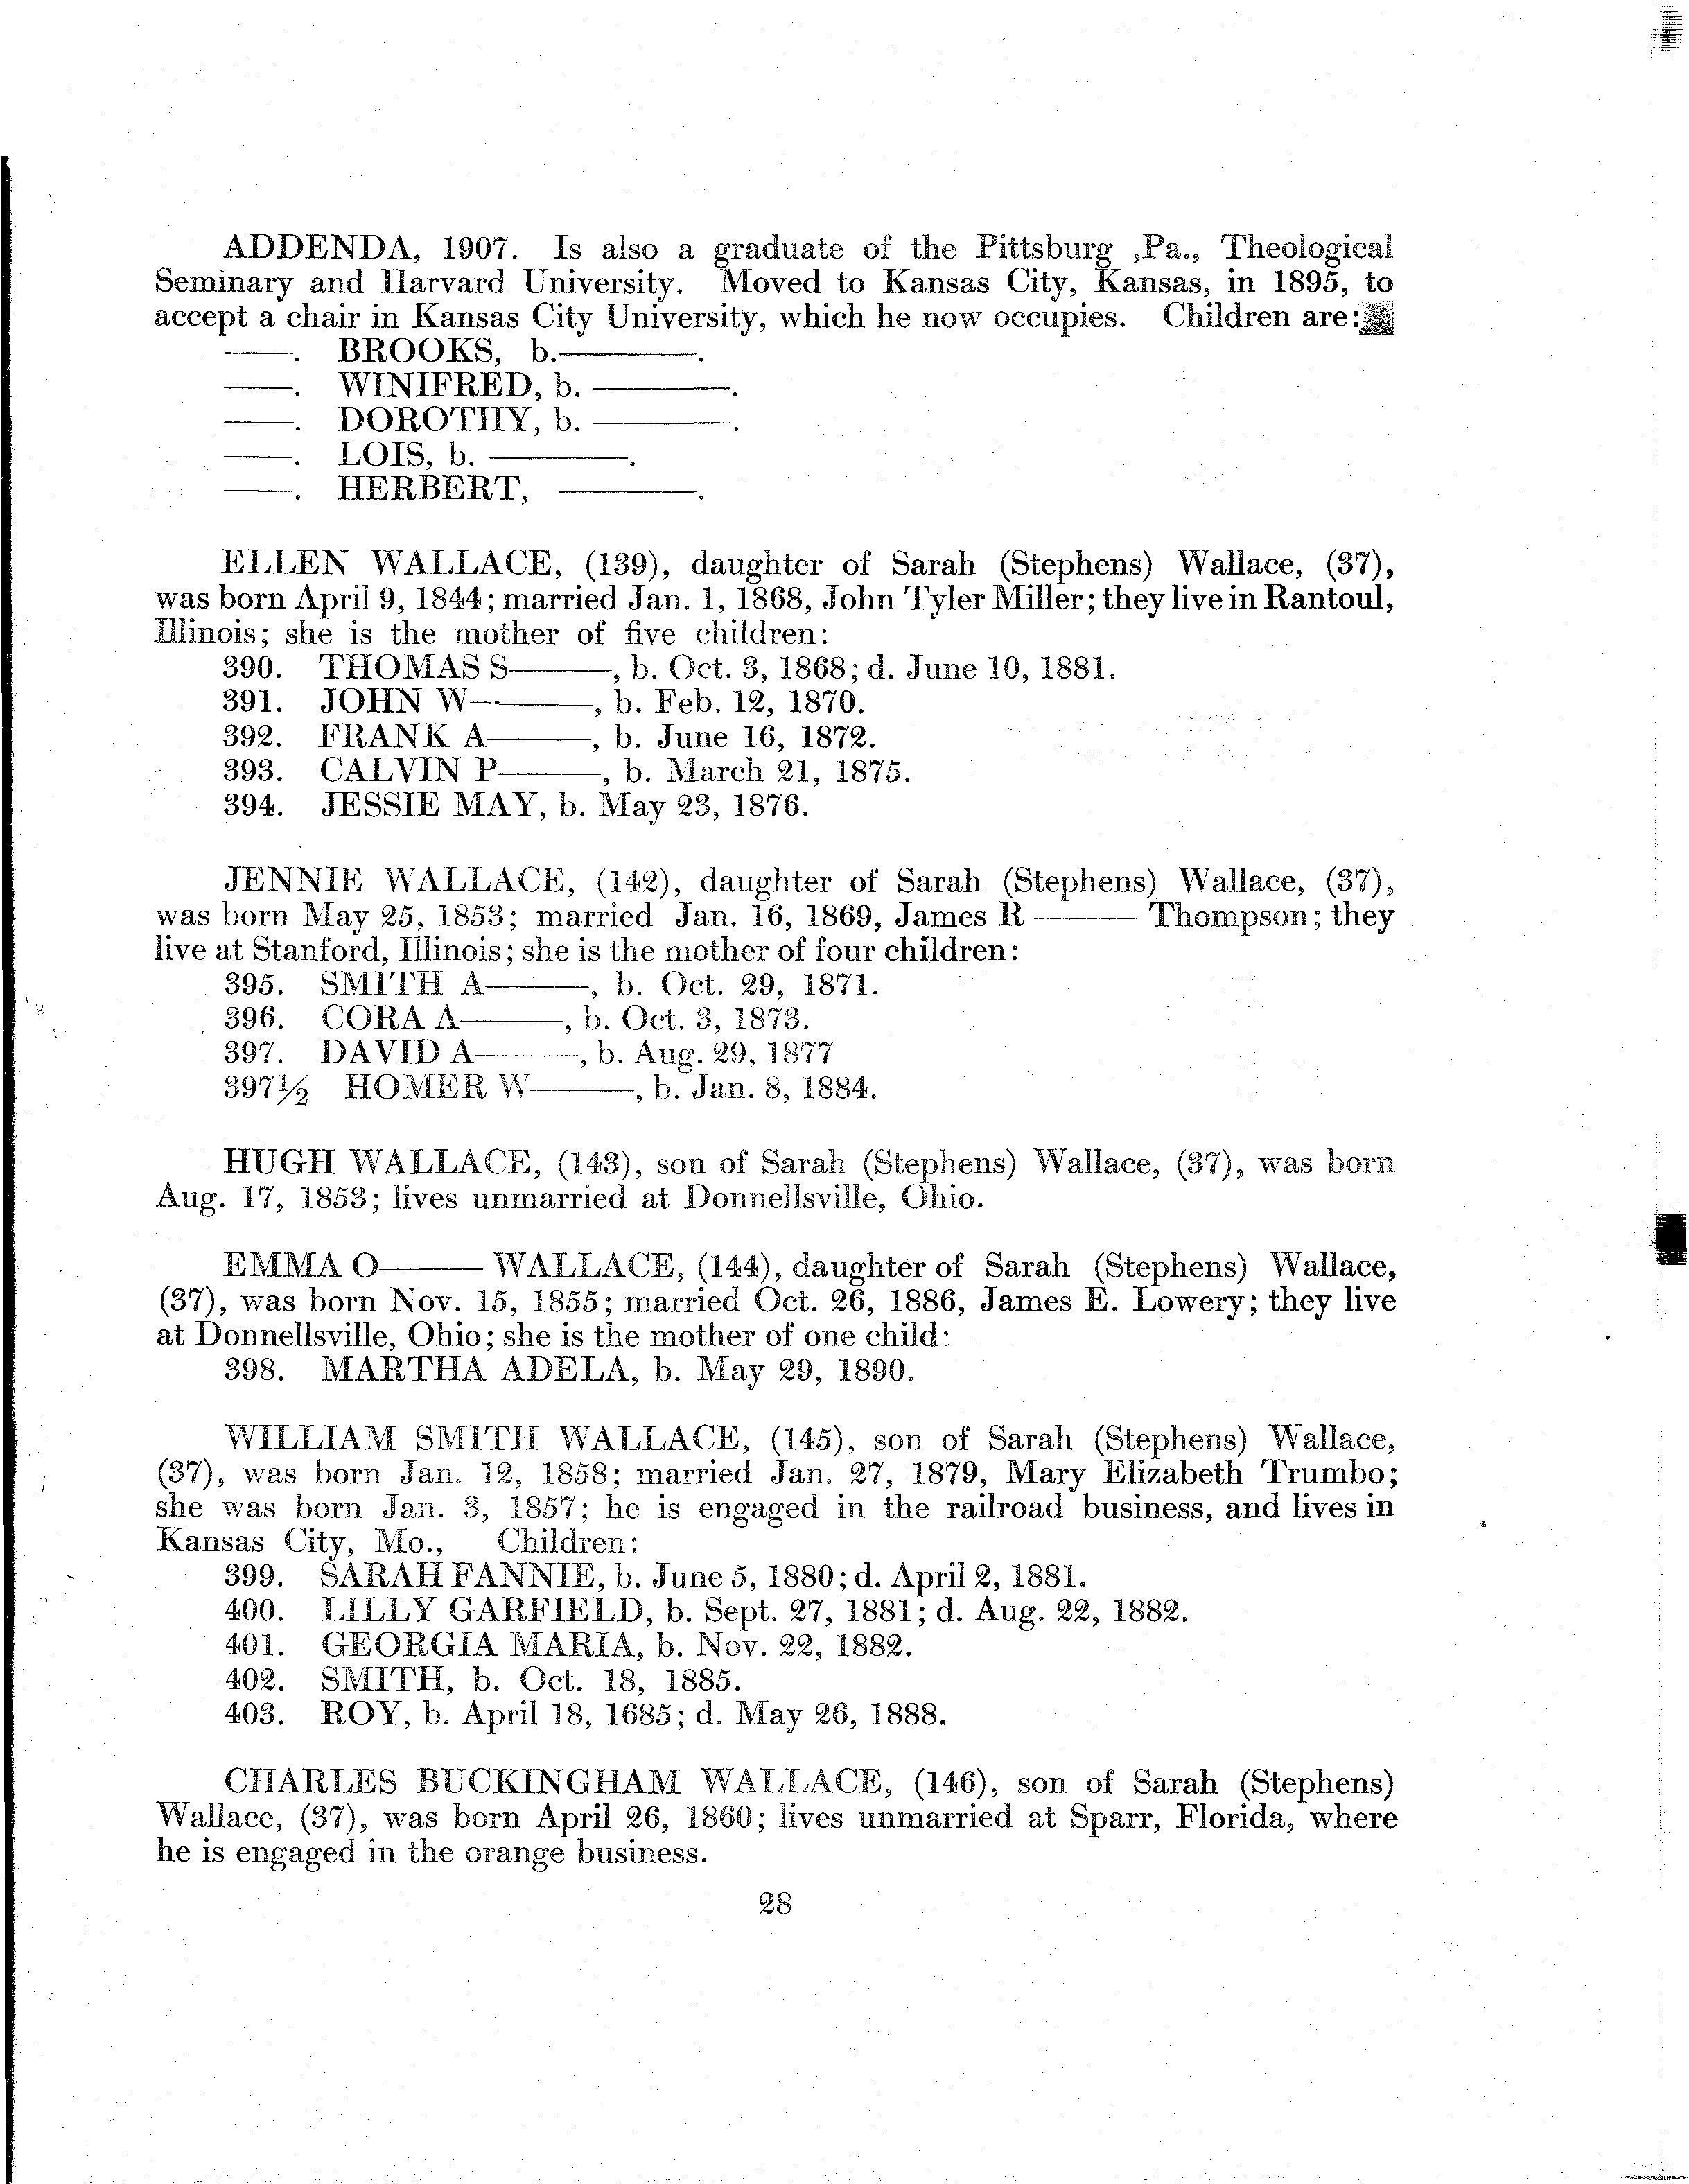 ADDENDA, 1907. Is also a graduate of the Pittsburg ,Pa., Theological
Seminary and Harvard University. Moved to Kansas City, Kansas, in 1895, to
accept a chair in Kansas City University, which he now occupies. Children are:
——. BROOKS, b.————.
——. WINIFRED, b. ————.
——. DOROTHY, b. ————.
——. LOIS, b. ————.
——. HERBERT, ————.
ELLEN WALLACE, (139), daughter of Sarah (Stephens) Wallace, (37),
was born April 9, 1844; married Jan. 1, 1868, John Tyler Miller; they live in Rantoul,
Illinois; she is the mother of five children:
390. THOMAS S———, b. Oct. 3, 1868; d. June 10, 1881.
391. JOHN W———, b. Feb. 12, 1870.
392. FRANK A———, b. June 16, 1872.
393. CALVIN P———, b. March 21, 1875.
394. JESSIE MAY, b. May 23, 1876.
JENNIE WALLACE, (142), daughter of Sarah (Stephens) Wallace, (37),
was born May 25, 1853; married Jan. 16, 1869, James R ——— Thompson; they
live at Stanford, Illinois; she is the mother of four children:
395. SMITH A———, b. Oct. 29, 1871.
396. CORA A———, b. Oct. 3, 1873.
397. DAVID A———, b. Aug. 29, 1877
397½ HOMER W———, b. Jan. 8, 1884.
HUGH WALLACE, (143), son of Sarah (Stephens) Wallace, (37), was born
Aug. 17, 1853; lives unmarried at Donnellsville, Ohio.
EMMA O——— WALLACE, (144), daughter of Sarah (Stephens) Wallace,
(37), was born Nov. 15, 1855; married Oct. 26, 1886, James E. Lowery; they live
at Donnellsville, Ohio; she is the mother of one child:
398. MARTHA ADELA, b. May 29, 1890.
WILLIAM SMITH WALLACE, (145), son of Sarah (Stephens) Wallace,
(37), was born Jan. 12, 1858; married Jan. 27, 1879, Mary Elizabeth Trumbo;
she was born Jan. 3, 1857; he is engaged in the railroad business, and lives in
Kansas City, Mo., Children:
399. SARAH FANNIE, b. June 5, 1880; d. April 2, 1881.
400. LILLY GARFIELD, b. Sept. 27, 1881; d. Aug. 22, 1882.
401. GEORGIA MARIA, b. Nov. 22, 1882.
402. SMITH, b. Oct. 18, 1885.
403. ROY, b. April 18, 1685; d. May 26, 1888.
CHARLES BUCKINGHAM WALLACE, (146), son of Sarah (Stephens)
Wallace, (37), was born April 26, 1860; lives unmarried at Sparr, Florida, where
he is engaged in the orange business.
28